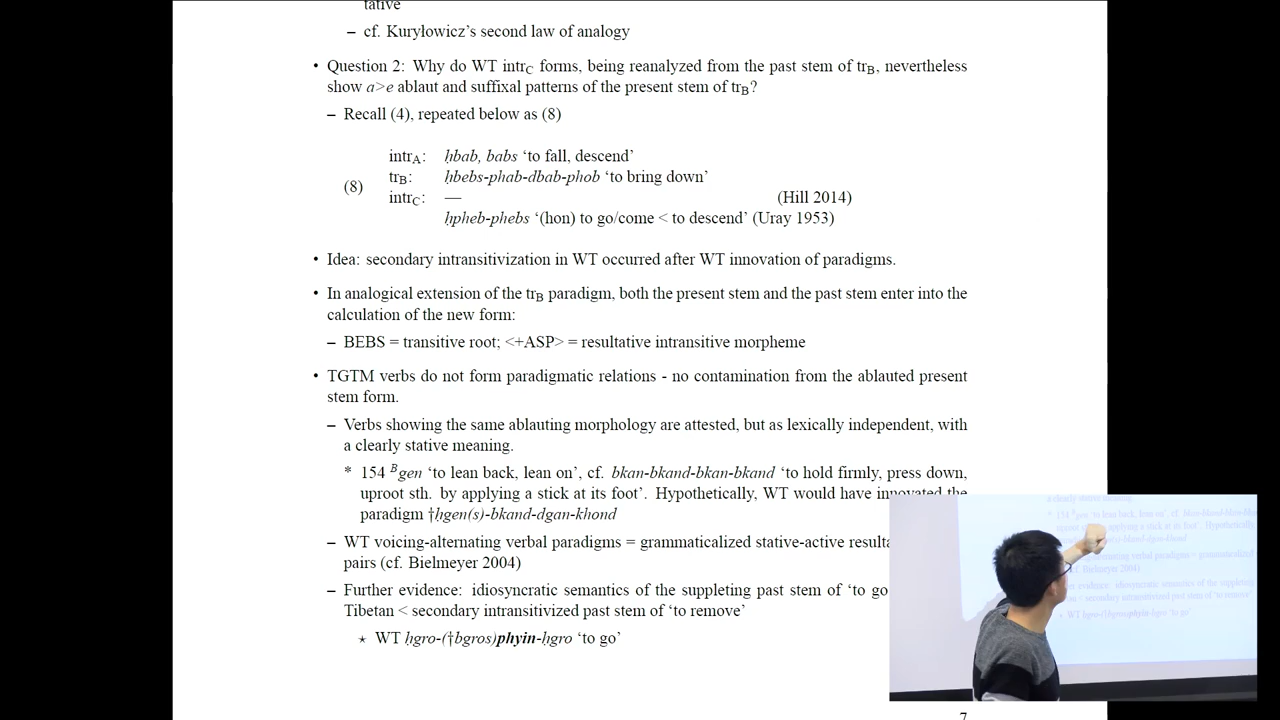 tative
– cf. Kuryłowicz’s second law of analogy
• Question 2: Why do WT intrC forms, being reanalyzed from the past stem of trB, nevertheless
show a>e ablaut and suffixal patterns of the present stem of trB?
– Recall (4), repeated below as (8)
intrA: ḥbab, babs ‘to fall, descend’
trB: ḥbebs-phab-dbab-phob ‘to bring down’
(8)
intrC: — (Hill 2014)
ḥpheb-phebs ‘(hon) to go/come < to descend’ (Uray 1953)
• Idea: secondary intransitivization in WT occurred after WT innovation of paradigms.
• In analogical extension of the trB paradigm, both the present stem and the past stem enter into the
calculation of the new form:
– BEBS = transitive root; <+ASP> = resultative intransitive morpheme
• TGTM verbs do not form paradigmatic relations - no contamination from the ablauted present
stem form.
– Verbs showing the same ablauting morphology are attested, but as lexically independent, with
a clearly stative meaning.
* 154 ᴮgen ‘to lean back, lean on’, cf. bkan-bkand-bkan-bkand ‘to hold firmly, press down,
uproot sth. by applying a stick at its foot’. Hypothetically, WT would have innovated the
paradigm †ḥgen(s)-bkand-dgan-khond
– WT voicing-alternating verbal paradigms = grammaticalized stative-active resulta
pairs (cf. Bielmeyer 2004)
– Further evidence: idiosyncratic semantics of the suppleting past stem of ‘to go
Tibetan < secondary intransitivized past stem of ‘to remove’
⋆ WT ḥgro-(†bgros)phyin-ḥgro ‘to go’
7